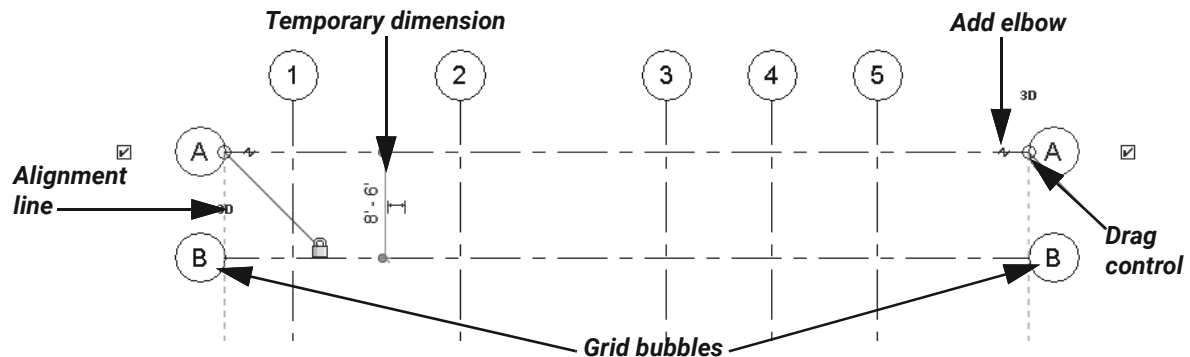 Temporary dimension
Add elbow
1 2 3 4 5
3D
A A
Alignment
line
3D
8' - 6'
Drag
control
B B
Grid bubbles